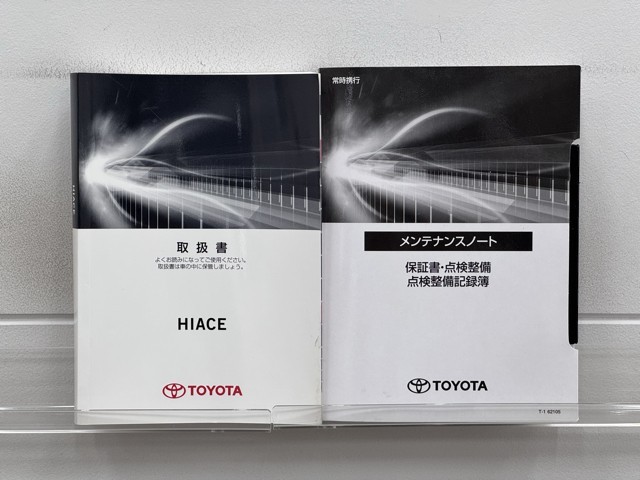 HIACE
取扱書
よくお読みになってご使用ください。
取扱書は車の中に保管しましょう。
HIACE
TOYOTA
常時携行
メンテナンスノート
保証書・点検整備
点検整備記録簿
TOYOTA